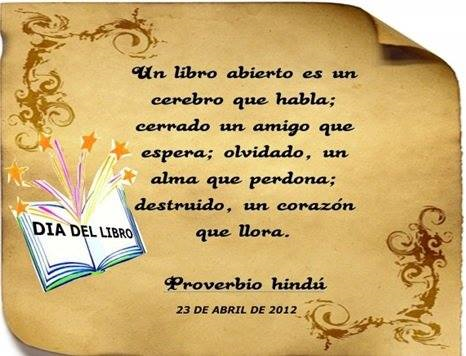 Un libro abierto es un
cerebro que habla;
cerrado un amigo que
espera; olvidado, un
alma que perdona;
destruido, un corazón
que llora.
DIA DEL LIBRO
Proverbio hindú
23 DE ABRIL DE 2012